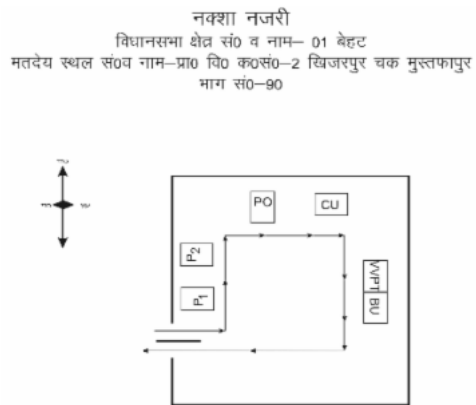 नक्शा नजरी
विधानसभा क्षेत्र सं0 व नाम– 01 बेहट
मतदेय स्थल सं0व नाम–प्रा0 वि0 क0सं0–2 खिजरपुर चक मुस्तफापुर
भाग सं0–90
PO
CU
P2
P1
VVPT
BU